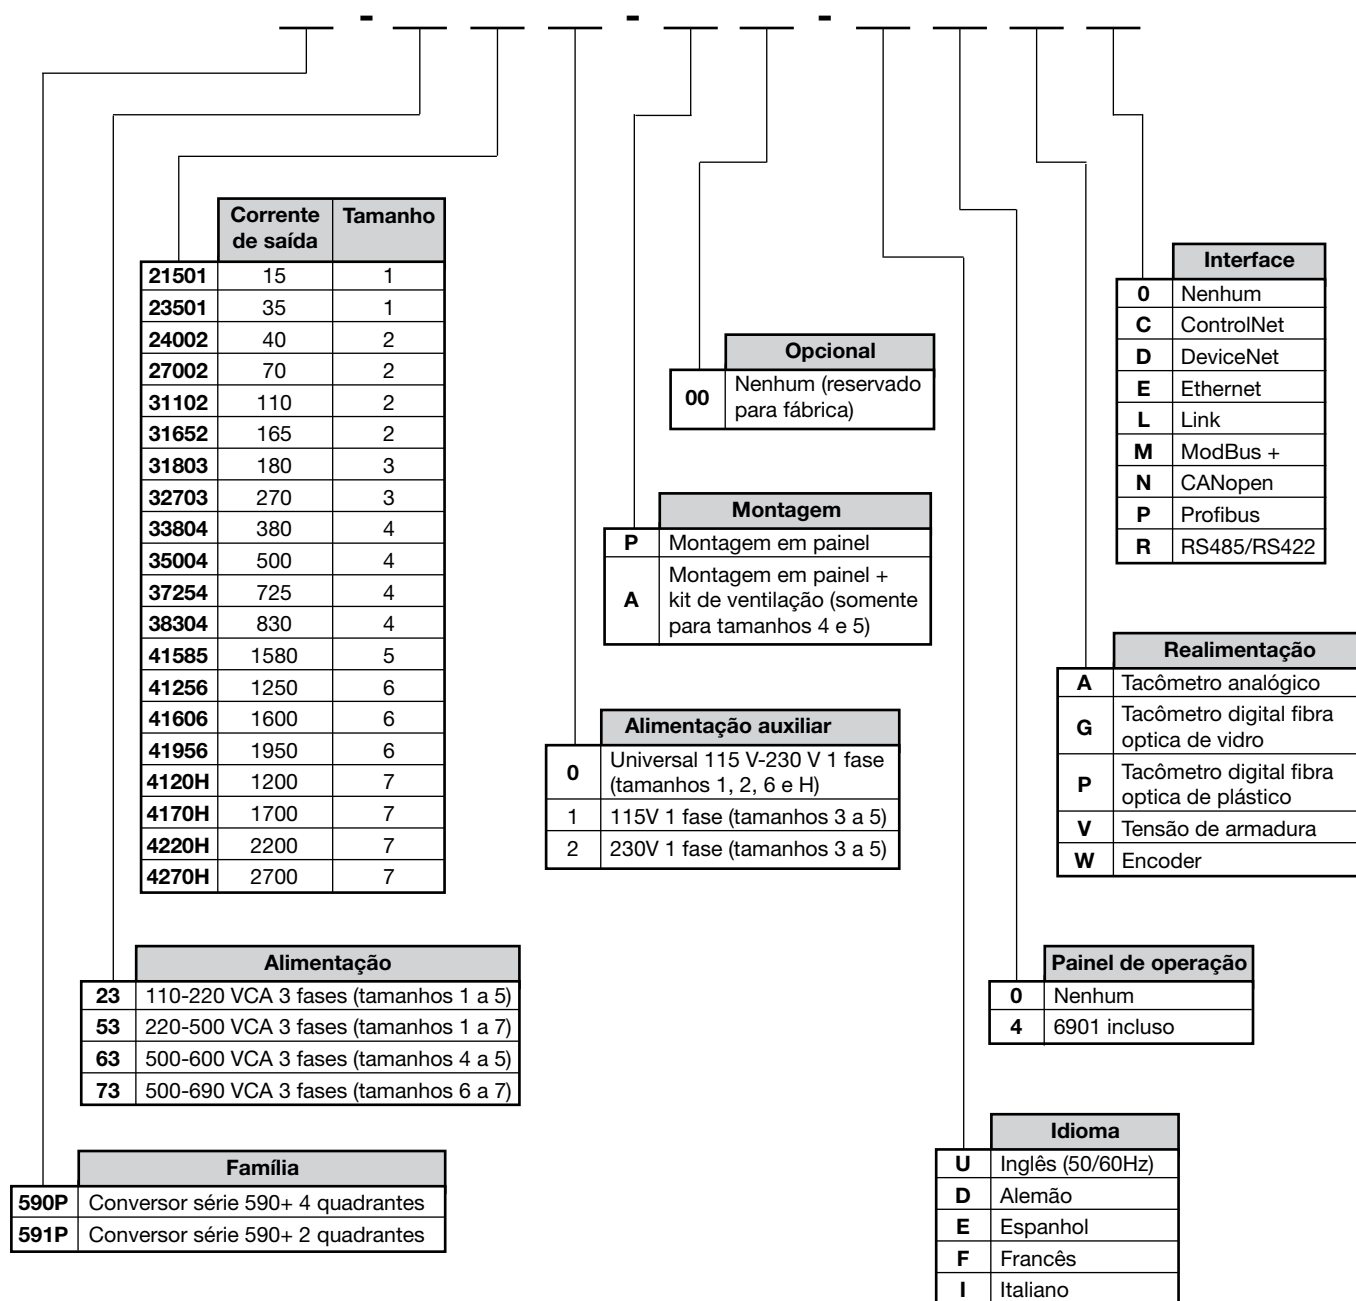 - - -
Corrente de saída Tamanho
21501 15 1
23501 35 1
24002 40 2
27002 70 2
31102 110 2
31652 165 2
31803 180 3
32703 270 3
33804 380 4
35004 500 4
37254 725 4
38304 830 4
41585 1580 5
41256 1250 6
41606 1600 6
41956 1950 6
4120H 1200 7
4170H 1700 7
4220H 2200 7
4270H 2700 7
Alimentação
23 110-220 VCA 3 fases (tamanhos 1 a 5)
53 220-500 VCA 3 fases (tamanhos 1 a 7)
63 500-600 VCA 3 fases (tamanhos 4 a 5)
73 500-690 VCA 3 fases (tamanhos 6 a 7)
Família
590P Conversor série 590+ 4 quadrantes
591P Conversor série 590+ 2 quadrantes
Opcional
00 Nenhum (reservado
para fábrica)
Montagem
P Montagem em painel
A Montagem em painel +
kit de ventilação (somente
para tamanhos 4 e 5)
Alimentação auxiliar
0 Universal 115 V-230 V 1 fase
(tamanhos 1, 2, 6 e H)
1 115V 1 fase (tamanhos 3 a 5)
2 230V 1 fase (tamanhos 3 a 5)
Interface
0 Nenhum
C ControlNet
D DeviceNet
E Ethernet
L Link
M ModBus +
N CANopen
P Profibus
R RS485/RS422
Realimentação
A Tacômetro analógico
G Tacômetro digital fibra
optica de vidro
P Tacômetro digital fibra
optica de plástico
V Tensão de armadura
W Encoder
Painel de operação
0 Nenhum
4 6901 incluso
Idioma
U Inglês (50/60Hz)
D Alemão
E Espanhol
F Francês
I Italiano